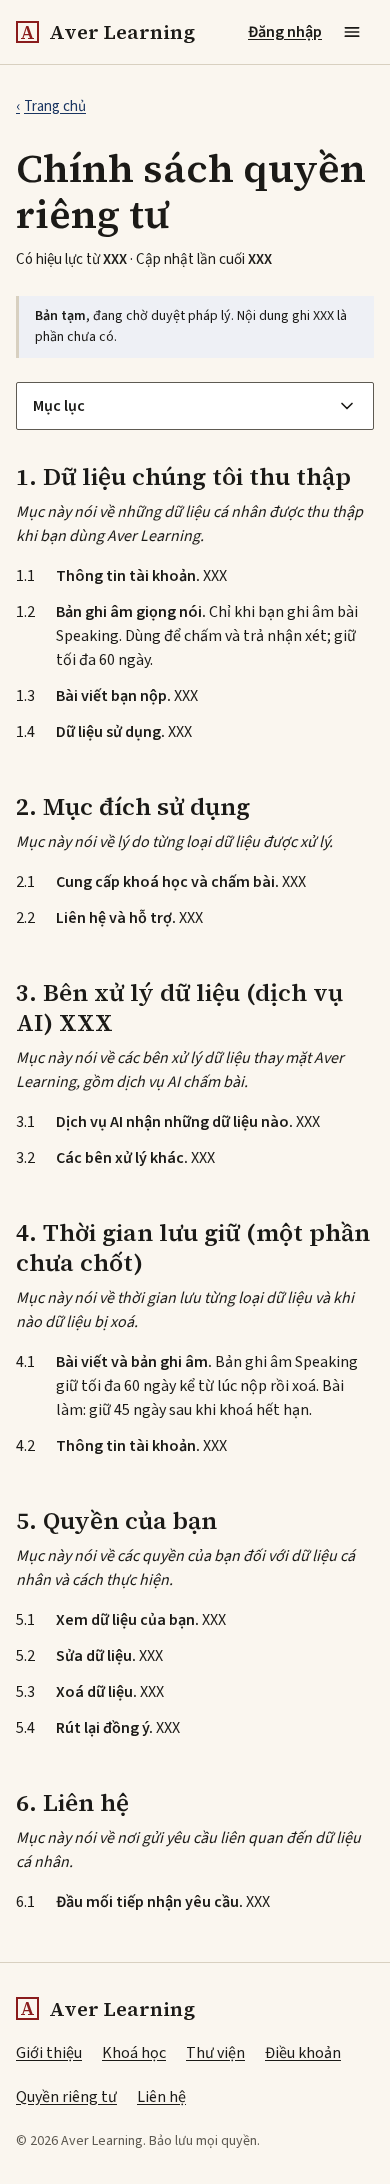 A Aver Learning Đăng nhập
‹ Trang chủ
Chính sách quyền
riêng tư
Có hiệu lực từ XXX · Cập nhật lần cuối XXX
Bản tạm, đang chờ duyệt pháp lý. Nội dung ghi XXX là
phần chưa có.
Mục lục
1. Dữ liệu chúng tôi thu thập
Mục này nói về những dữ liệu cá nhân được thu thập
khi bạn dùng Aver Learning.
1.1 Thông tin tài khoản. XXX
1.2 Bản ghi âm giọng nói. Chỉ khi bạn ghi âm bài
Speaking. Dùng để chấm và trả nhận xét; giữ
tối đa 60 ngày.
1.3 Bài viết bạn nộp. XXX
1.4 Dữ liệu sử dụng. XXX
2. Mục đích sử dụng
Mục này nói về lý do từng loại dữ liệu được xử lý.
2.1 Cung cấp khoá học và chấm bài. XXX
2.2 Liên hệ và hỗ trợ. XXX
3. Bên xử lý dữ liệu (dịch vụ
AI) XXX
Mục này nói về các bên xử lý dữ liệu thay mặt Aver
Learning, gồm dịch vụ AI chấm bài.
3.1 Dịch vụ AI nhận những dữ liệu nào. XXX
3.2 Các bên xử lý khác. XXX
4. Thời gian lưu giữ (một phần
chưa chốt)
Mục này nói về thời gian lưu từng loại dữ liệu và khi
nào dữ liệu bị xoá.
4.1 Bài viết và bản ghi âm. Bản ghi âm Speaking
giữ tối đa 60 ngày kể từ lúc nộp rồi xoá. Bài
làm: giữ 45 ngày sau khi khoá hết hạn.
4.2 Thông tin tài khoản. XXX
5. Quyền của bạn
Mục này nói về các quyền của bạn đối với dữ liệu cá
nhân và cách thực hiện.
5.1 Xem dữ liệu của bạn. XXX
5.2 Sửa dữ liệu. XXX
5.3 Xoá dữ liệu. XXX
5.4 Rút lại đồng ý. XXX
6. Liên hệ
Mục này nói về nơi gửi yêu cầu liên quan đến dữ liệu
cá nhân.
6.1 Đầu mối tiếp nhận yêu cầu. XXX
A Aver Learning
Giới thiệu Khoá học Thư viện Điều khoản
Quyền riêng tư Liên hệ
© 2026 Aver Learning. Bảo lưu mọi quyền.